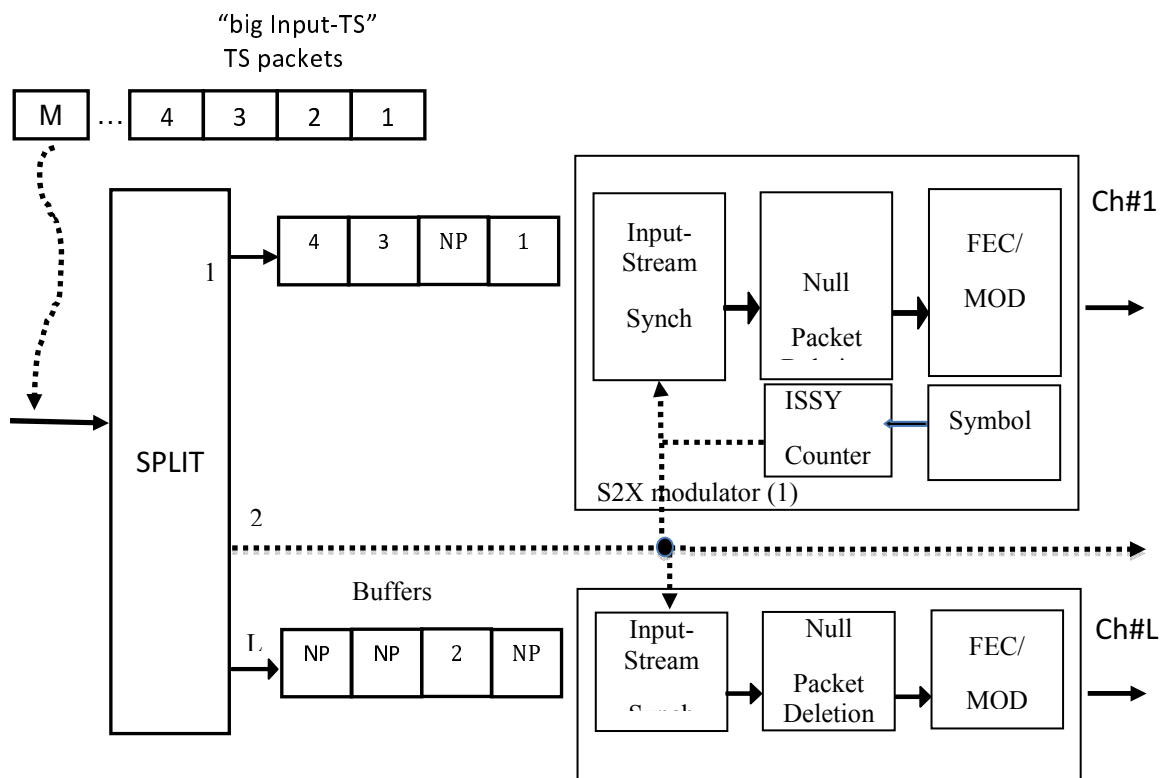 “big Input-TS”
TS packets
M ... 4 3 2 1
SPLIT
1
4 3 NP 1
Input-
Stream
Synch
Null
Packet
FEC/
MOD
Ch#1
ISSY
Counter
Symbol
S2X modulator (1)
2
Buffers
L
NP NP 2 NP
Input-
Stream
Null
Packet
Deletion
FEC/
MOD
Ch#L